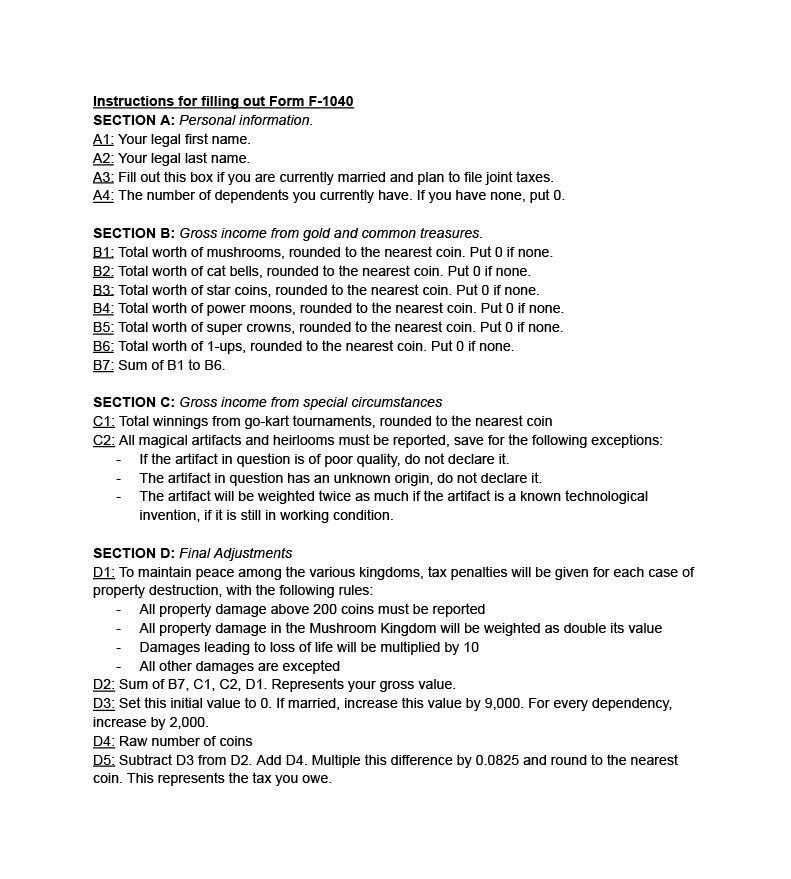 Instructions for filling out Form F-1040
SECTION A: Personal information.
A1: Your legal first name.
A2: Your legal last name.
A3: Fill out this box if you are currently married and plan to file joint taxes.
A4: The number of dependents you currently have. If you have none, put 0.
SECTION B: Gross income from gold and common treasures.
B1: Total worth of mushrooms, rounded to the nearest coin. Put 0 if none.
B2: Total worth of cat bells, rounded to the nearest coin. Put 0 if none.
B3: Total worth of star coins, rounded to the nearest coin. Put 0 if none.
B4: Total worth of power moons, rounded to the nearest coin. Put 0 if none.
B5: Total worth of super crowns, rounded to the nearest coin. Put 0 if none.
B6: Total worth of 1-ups, rounded to the nearest coin. Put 0 if none.
B7: Sum of B1 to B6.
SECTION C: Gross income from special circumstances
C1: Total winnings from go-kart tournaments, rounded to the nearest coin
C2: All magical artifacts and heirlooms must be reported, save for the following exceptions:
- If the artifact in question is of poor quality, do not declare it.
- The artifact in question has an unknown origin, do not declare it.
- The artifact will be weighted twice as much if the artifact is a known technological
invention, if it is still in working condition.
SECTION D: Final Adjustments
D1: To maintain peace among the various kingdoms, tax penalties will be given for each case of
property destruction, with the following rules:
- All property damage above 200 coins must be reported
- All property damage in the Mushroom Kingdom will be weighted as double its value
- Damages leading to loss of life will be multiplied by 10
- All other damages are excepted
D2: Sum of B7, C1, C2, D1. Represents your gross value.
D3: Set this initial value to 0. If married, increase this value by 9,000. For every dependency,
increase by 2,000.
D4: Raw number of coins
D5: Subtract D3 from D2. Add D4. Multiple this difference by 0.0825 and round to the nearest
coin. This represents the tax you owe.